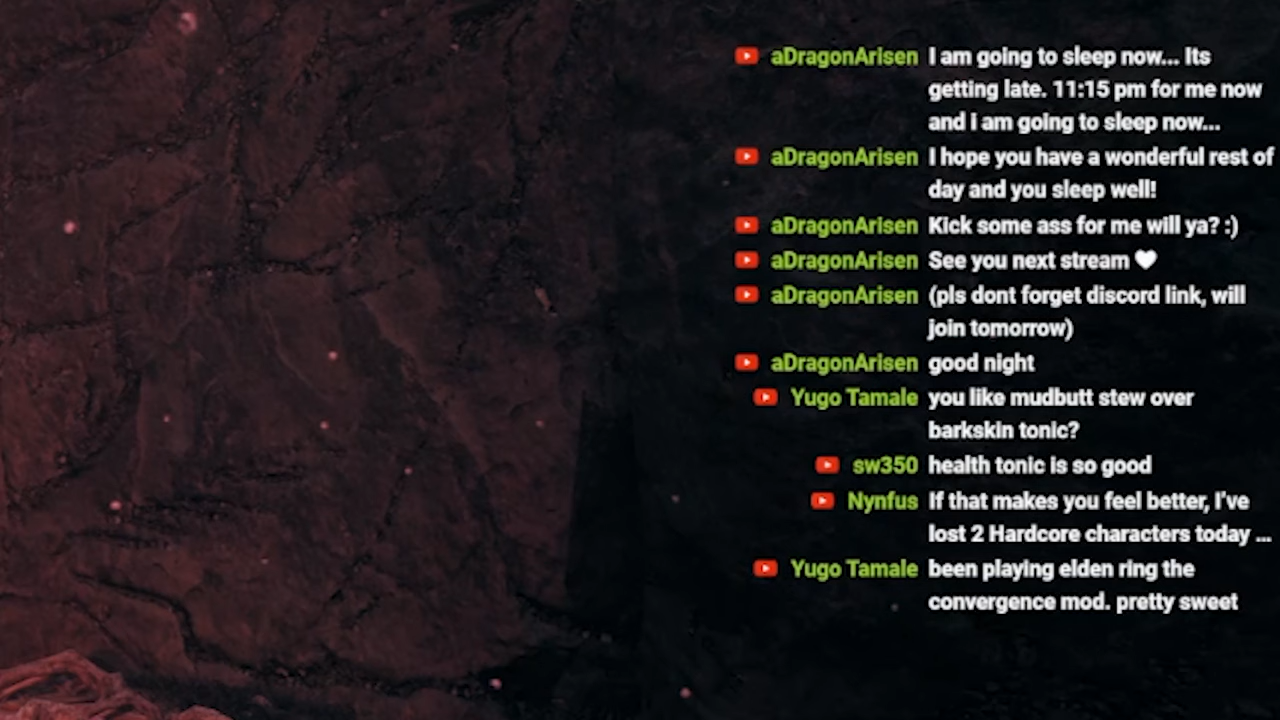 aDragonArisen I am going to sleep now... Its
getting late. 11:15 pm for me now
and i am going to sleep now...
aDragonArisen I hope you have a wonderful rest of
day and you sleep well!
aDragonArisen Kick some ass for me will ya? :)
aDragonArisen See you next stream 🤍
aDragonArisen (pls dont forget discord link, will
join tomorrow)
aDragonArisen good night
Yugo Tamale you like mudbutt stew over
barkskin tonic?
sw350 health tonic is so good
Nynfus If that makes you feel better, I've
lost 2 Hardcore characters today ...
Yugo Tamale been playing elden ring the
convergence mod. pretty sweet